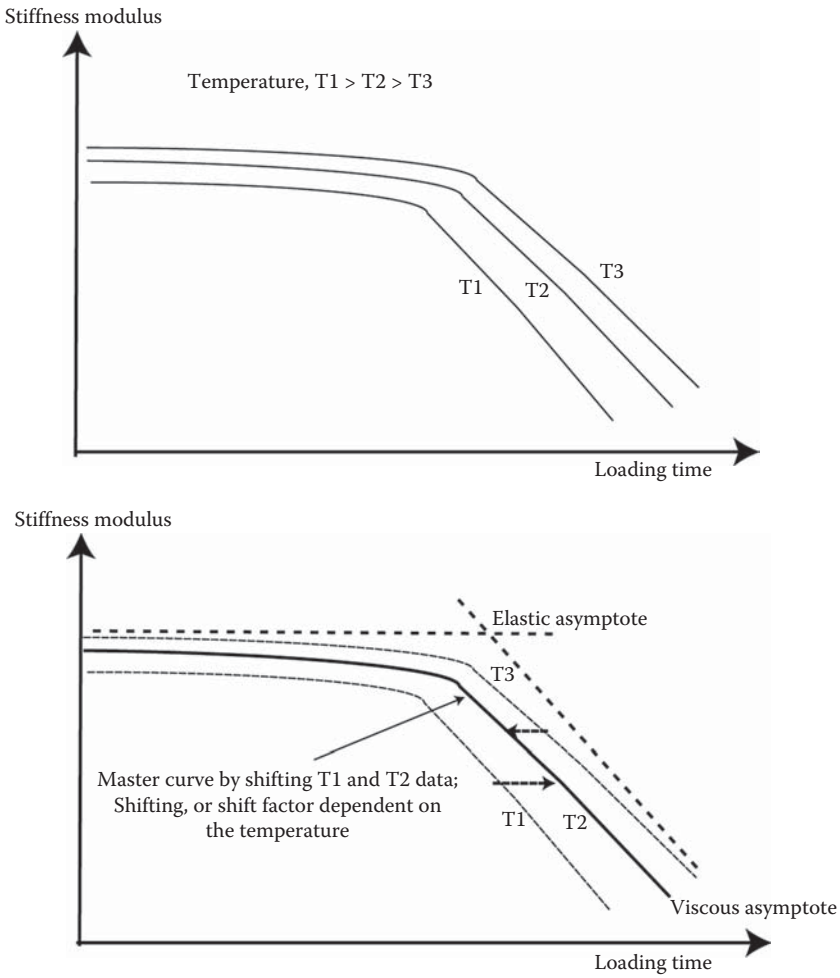 Stiffness modulus
Temperature, T1 > T2 > T3
T3
T1
T2
Loading time
Stiffness modulus
Elastic asymptote
T3
Master curve by shifting T1 and T2 data;
Shifting, or shift factor dependent on
the temperature
T1
T2
Viscous asymptote
Loading time